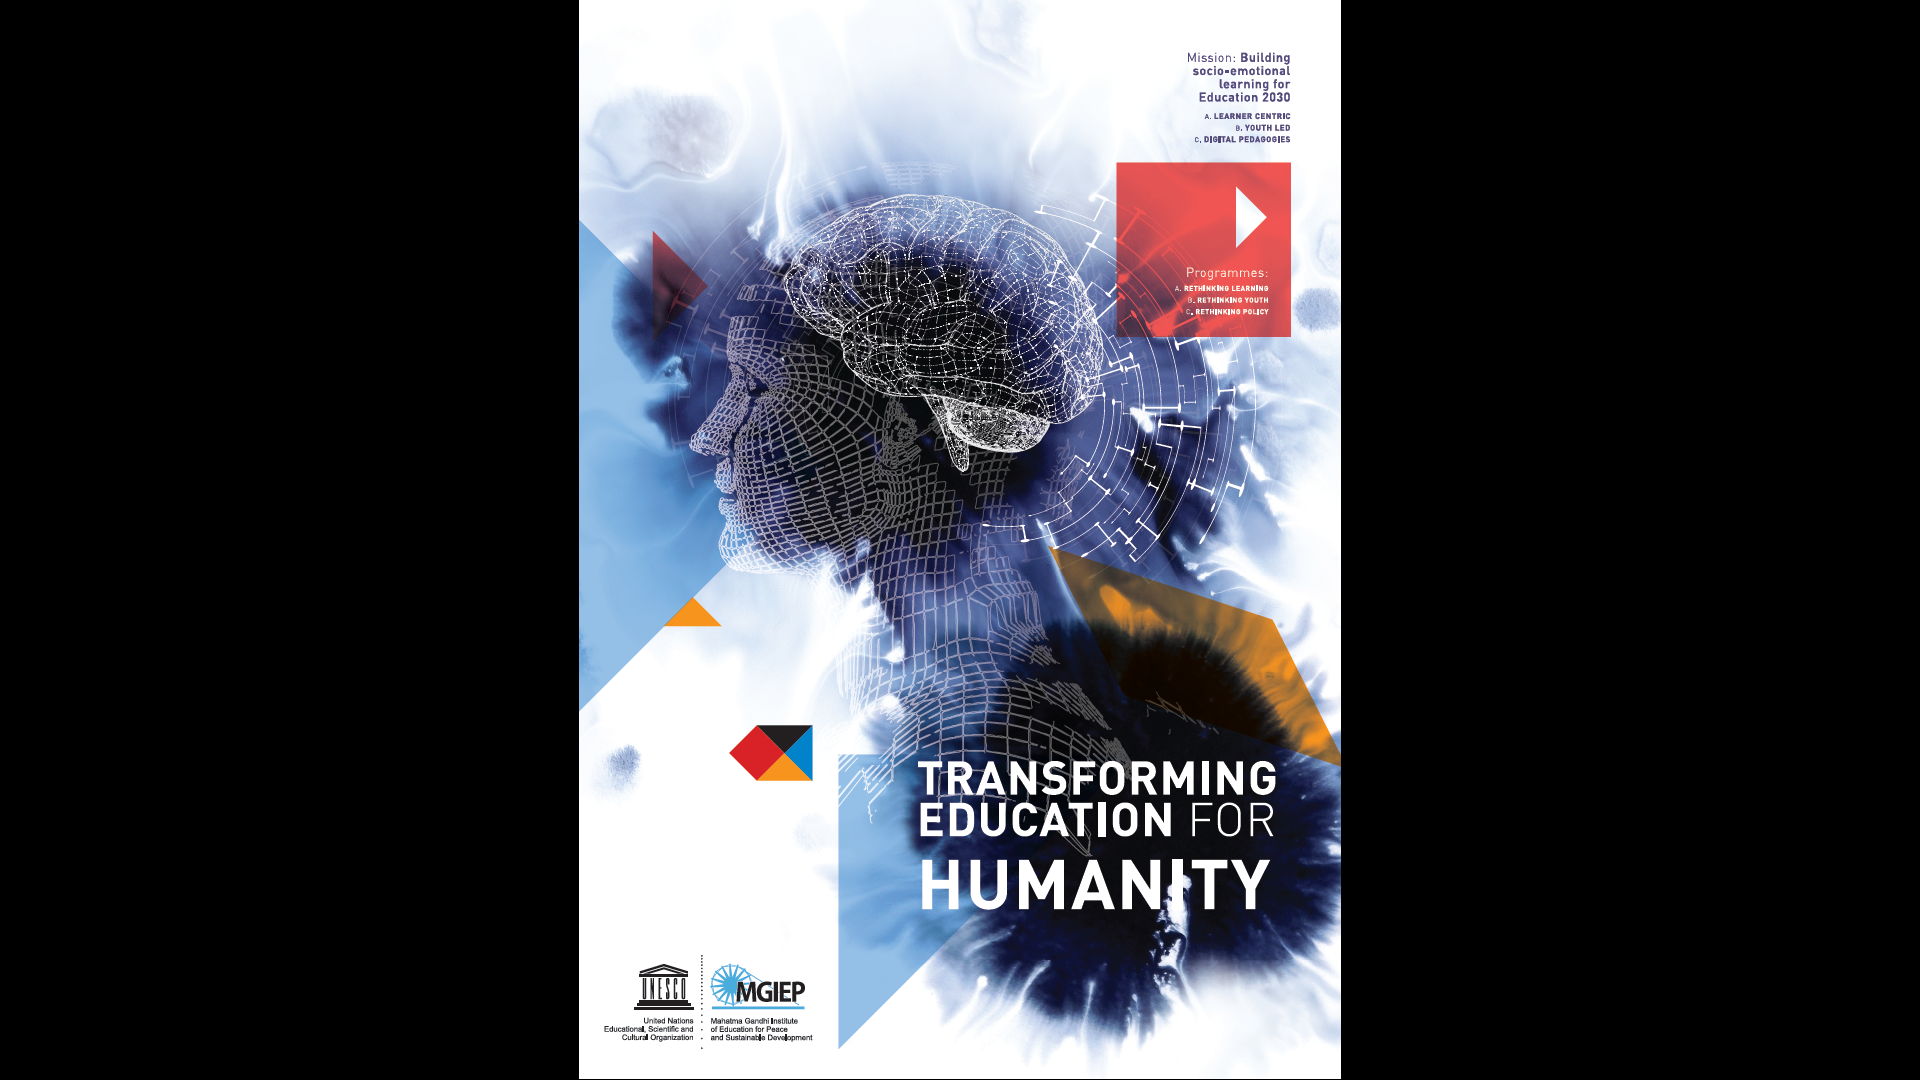 Mission: Building
socio-emotional
learning for
Education 2030
A. LEARNER CENTRIC
B. YOUTH LED
C. DIGITAL PEDAGOGIES
Programmes:
A. RETHINKING LEARNING
B. RETHINKING YOUTH
C. RETHINKING POLICY
TRANSFORMING
EDUCATION FOR
HUMANITY
UNESCO
United Nations
Educational, Scientific and
Cultural Organization
MGIEP
Mahatma Gandhi Institute
of Education for Peace
and Sustainable Development